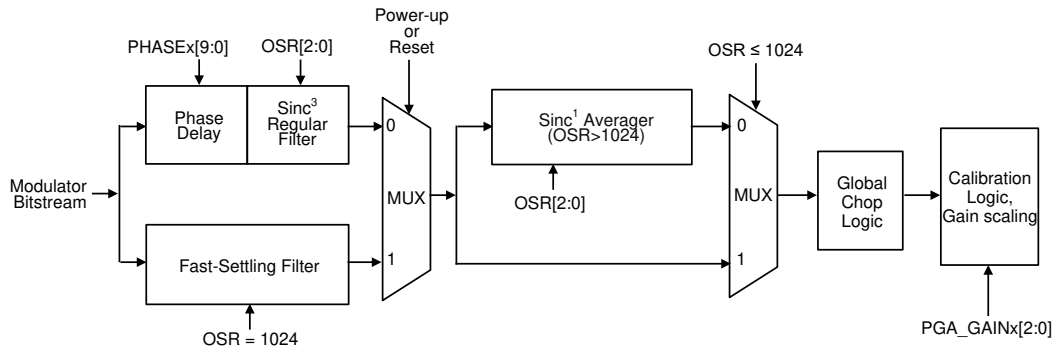 Power-up
or
Reset
PHASEx[9:0]
OSR[2:0]
OSR ≤ 1024
Phase
Delay
Sinc³
Regular
Filter
0
Sinc¹ Averager
(OSR>1024)
0
Modulator
Bitstream
MUX
OSR[2:0]
MUX
Global
Chop
Logic
Calibration
Logic,
Gain scaling
Fast-Settling Filter
1
1
OSR = 1024
PGA_GAINx[2:0]